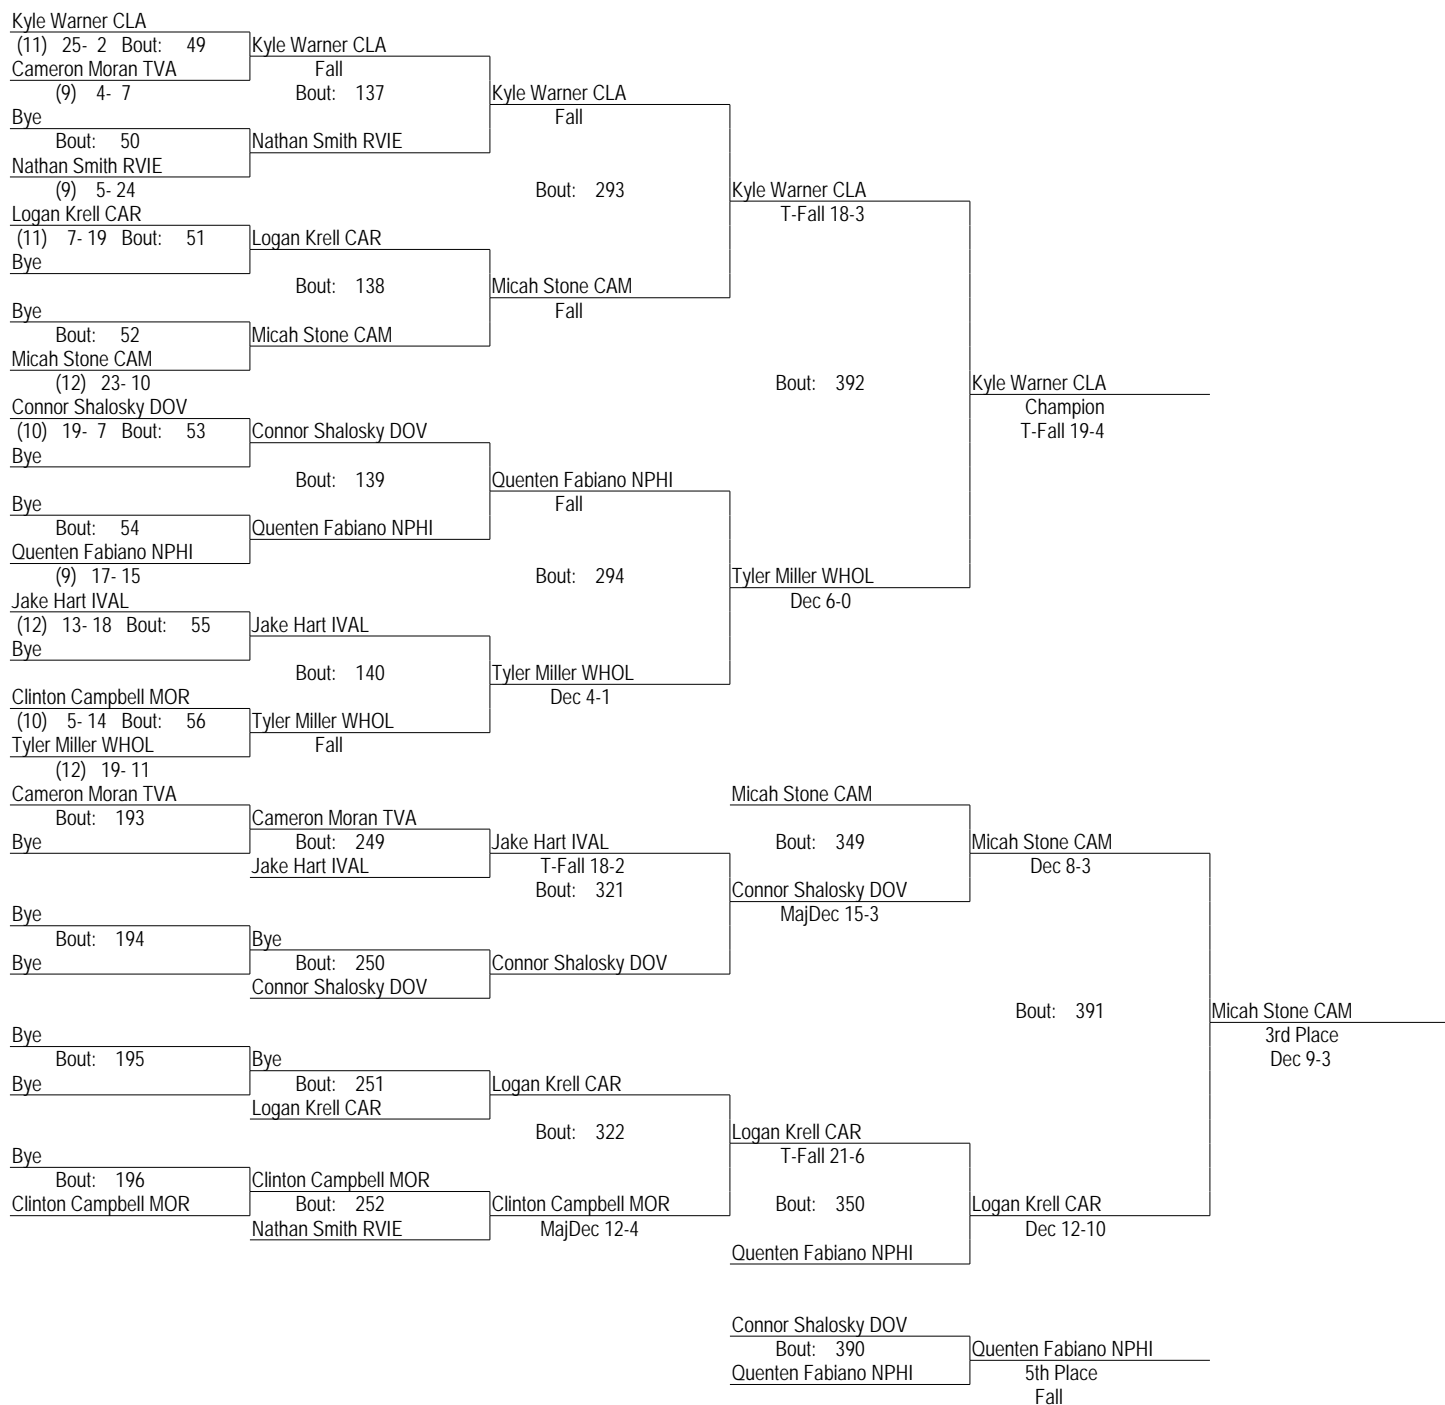 Kyle Warner CLA
(11) 25- 2 Bout: 49 Kyle Warner CLA
Cameron Moran TVA Fall
(9) 4- 7 Bout: 137 Kyle Warner CLA
Bye Fall
Bout: 50 Nathan Smith RVIE
Nathan Smith RVIE
(9) 5- 24 Bout: 293 Kyle Warner CLA
Logan Krell CAR T-Fall 18-3
(11) 7- 19 Bout: 51 Logan Krell CAR
Bye
Bout: 138 Micah Stone CAM
Bye Fall
Bout: 52 Micah Stone CAM
Micah Stone CAM
(12) 23- 10 Bout: 392 Kyle Warner CLA
Connor Shalosky DOV Champion
(10) 19- 7 Bout: 53 Connor Shalosky DOV T-Fall 19-4
Bye
Bout: 139 Quenten Fabiano NPHI
Bye Fall
Bout: 54 Quenten Fabiano NPHI
Quenten Fabiano NPHI
(9) 17- 15 Bout: 294 Tyler Miller WHOL
Jake Hart IVAL Dec 6-0
(12) 13- 18 Bout: 55 Jake Hart IVAL
Bye
Bout: 140 Tyler Miller WHOL
Clinton Campbell MOR Dec 4-1
(10) 5- 14 Bout: 56 Tyler Miller WHOL
Tyler Miller WHOL Fall
(12) 19- 11
Cameron Moran TVA Micah Stone CAM
Bout: 193 Cameron Moran TVA
Bye Bout: 249 Jake Hart IVAL Bout: 349 Micah Stone CAM
Jake Hart IVAL T-Fall 18-2 Dec 8-3
Bout: 321 Connor Shalosky DOV
Bye MajDec 15-3
Bout: 194 Bye
Bye Bout: 250 Connor Shalosky DOV
Connor Shalosky DOV
Bout: 391 Micah Stone CAM
Bye 3rd Place
Bout: 195 Bye Dec 9-3
Bye Bout: 251 Logan Krell CAR
Logan Krell CAR
Bout: 322 Logan Krell CAR
Bye T-Fall 21-6
Bout: 196 Clinton Campbell MOR
Clinton Campbell MOR Bout: 252 Clinton Campbell MOR Bout: 350 Logan Krell CAR
Nathan Smith RVIE MajDec 12-4 Dec 12-10
Quenten Fabiano NPHI
Connor Shalosky DOV
Bout: 390 Quenten Fabiano NPHI
Quenten Fabiano NPHI 5th Place
Fall